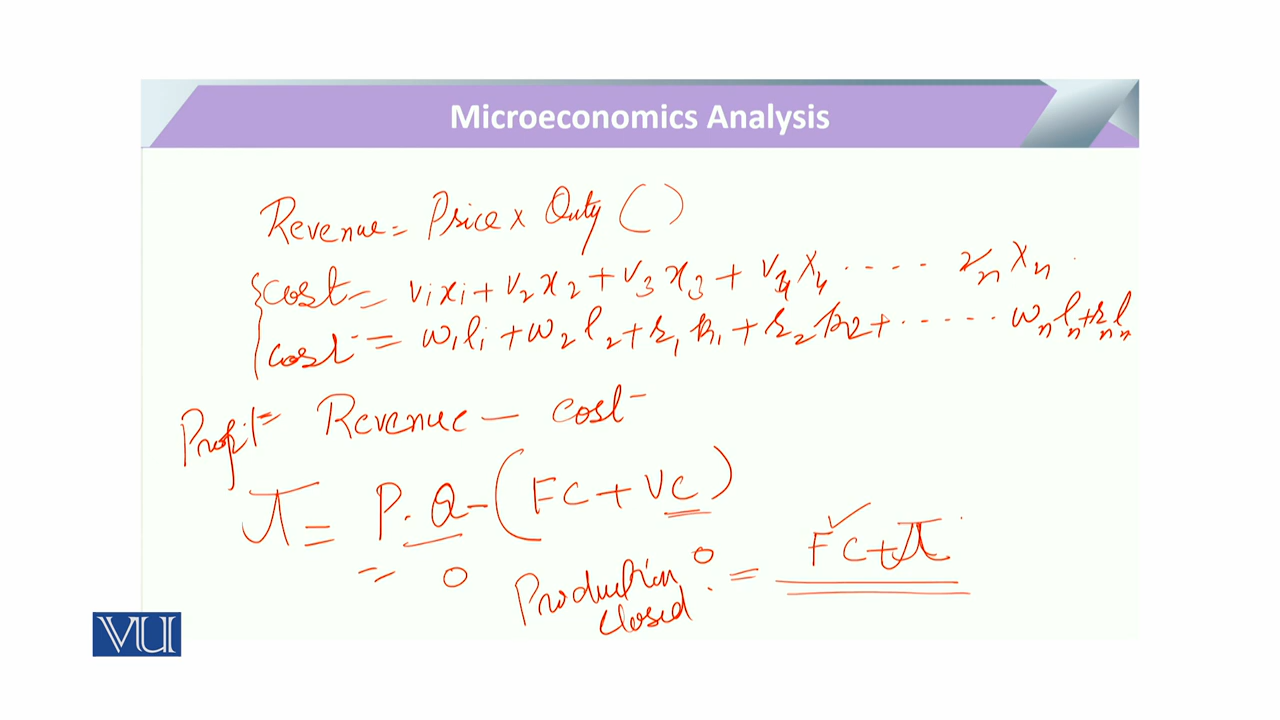 Microeconomics Analysis
Revenue = Price x Qnty ( )
cost = v₁x₁ + v₂x₂ + v₃x₃ + v₄x₄ ..... vₙxₙ
cost = w₁l₁ + w₂l₂ + r₁k₁ + r₂k₂ + ...... wₙlₙ + rₙlₙ
Profit = Revenue – cost
π = P. Q – (FC + VC)
= 0 Production closed 0 = FC + π
VU